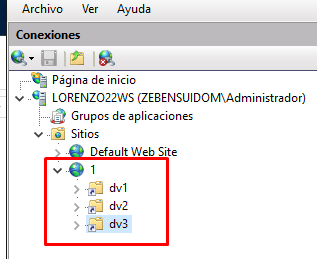 Archivo Ver Ayuda
Conexiones
Página de inicio
LORENZO22WS (ZEBENSUIDOM\Administrador)
Grupos de aplicaciones
Sitios
Default Web Site
1
dv1
dv2
dv3